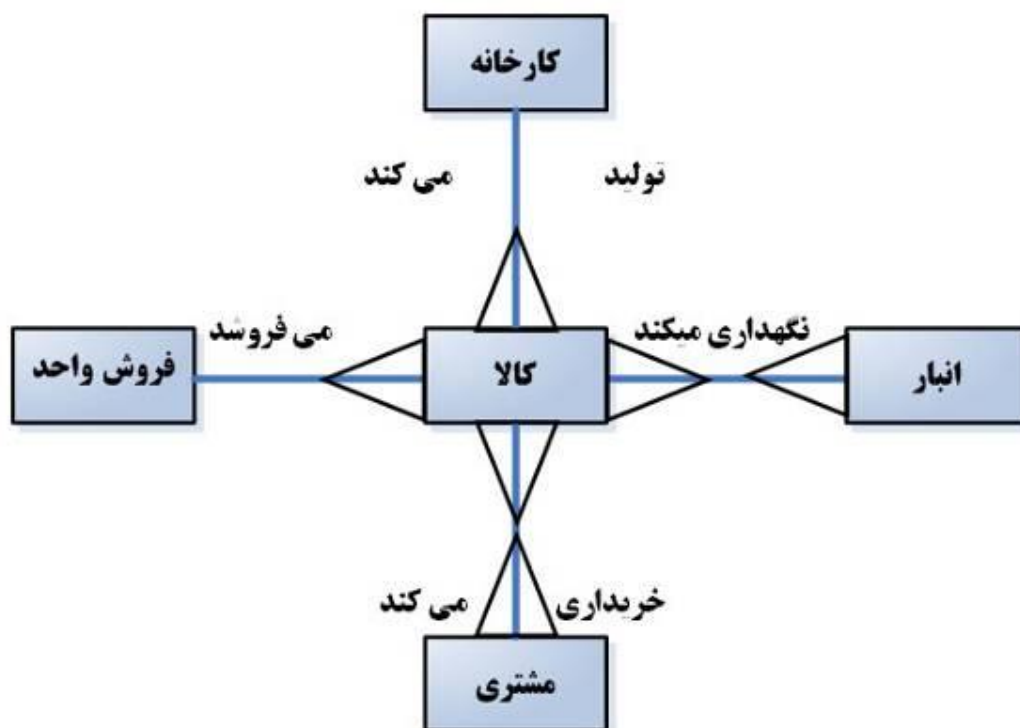 کارخانه
تولید می کند
فروش واحد
می فروشد
کالا
نگهداری میکند
انبار
خریداری می کند
مشتری